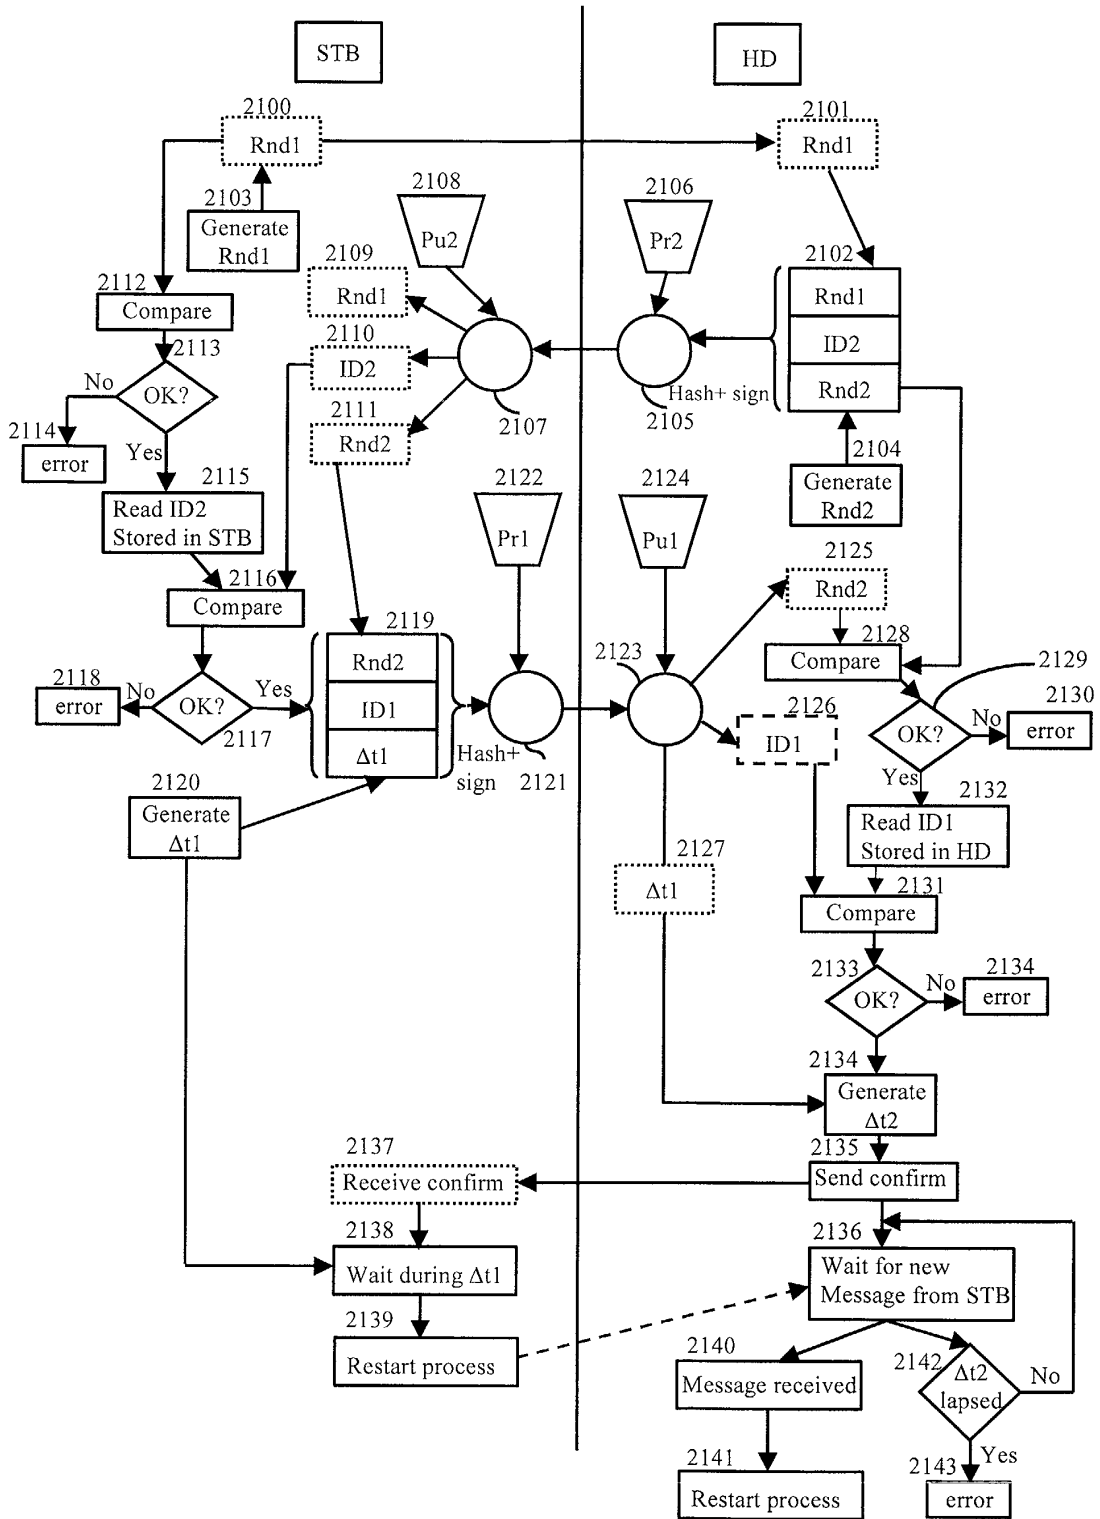 STB
HD
2100
Rnd1
2101
Rnd1
2103
Generate
Rnd1
2108
Pu2
2106
Pr2
2102
Rnd1
ID2
Rnd2
2109
Rnd1
2110
ID2
2111
Rnd2
2107
2105
Hash+ sign
2104
Generate
Rnd2
2112
Compare
2113
OK?
No
Yes
2114
error
2115
Read ID2
Stored in STB
2116
Compare
2117
OK?
No
Yes
2118
error
2119
Rnd2
ID1
Δt1
2120
Generate
Δt1
2122
Pr1
2121
Hash+
sign
2124
Pu1
2123
2125
Rnd2
2126
ID1
2127
Δt1
2128
Compare
2129
OK?
No
Yes
2130
error
2132
Read ID1
Stored in HD
2131
Compare
2133
OK?
No
2134
error
2134
Generate
Δt2
2135
Send confirm
2137
Receive confirm
2138
Wait during Δt1
2139
Restart process
2136
Wait for new
Message from STB
2140
Message received
2141
Restart process
2142
Δt2
lapsed
No
Yes
2143
error